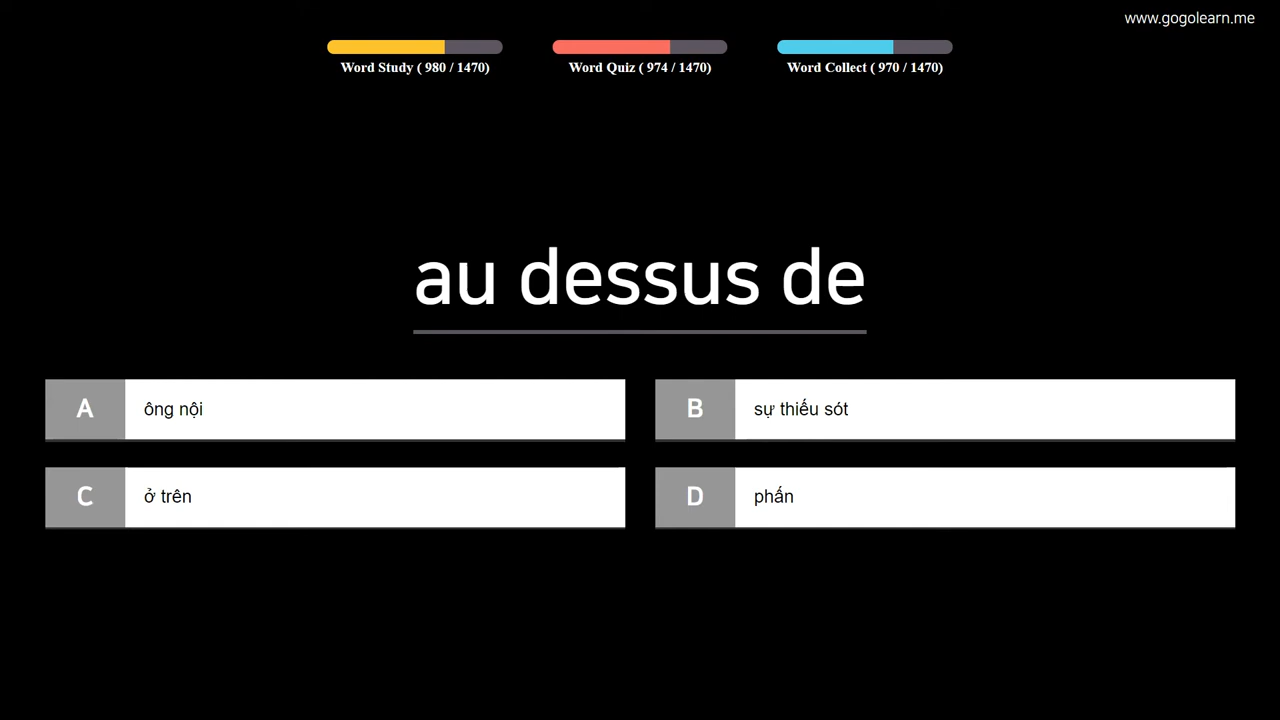 www.gogolearn.me
Word Study ( 980 / 1470)
Word Quiz ( 974 / 1470)
Word Collect ( 970 / 1470)
au dessus de
A ông nội
B sự thiếu sót
C ở trên
D phấn